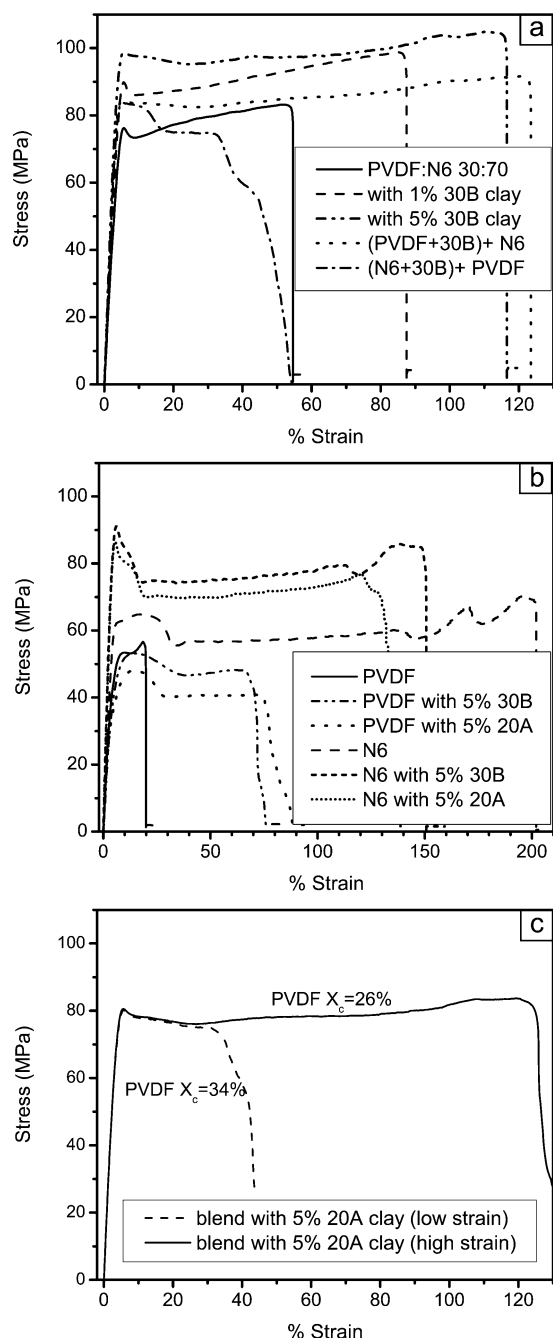 a
100
80
60
40
20
0
Stress (MPa)
PVDF:N6 30:70
with 1% 30B clay
with 5% 30B clay
(PVDF+30B)+ N6
(N6+30B)+ PVDF
0 20 40 60 80 100 120
% Strain
b
100
80
60
40
20
0
Stress (MPa)
PVDF
PVDF with 5% 30B
PVDF with 5% 20A
N6
N6 with 5% 30B
N6 with 5% 20A
0 50 100 150 200
% Strain
c
100
80
60
40
20
0
Stress (MPa)
PVDF Xc=26%
PVDF Xc=34%
blend with 5% 20A clay (low strain)
blend with 5% 20A clay (high strain)
0 20 40 60 80 100 120
% Strain